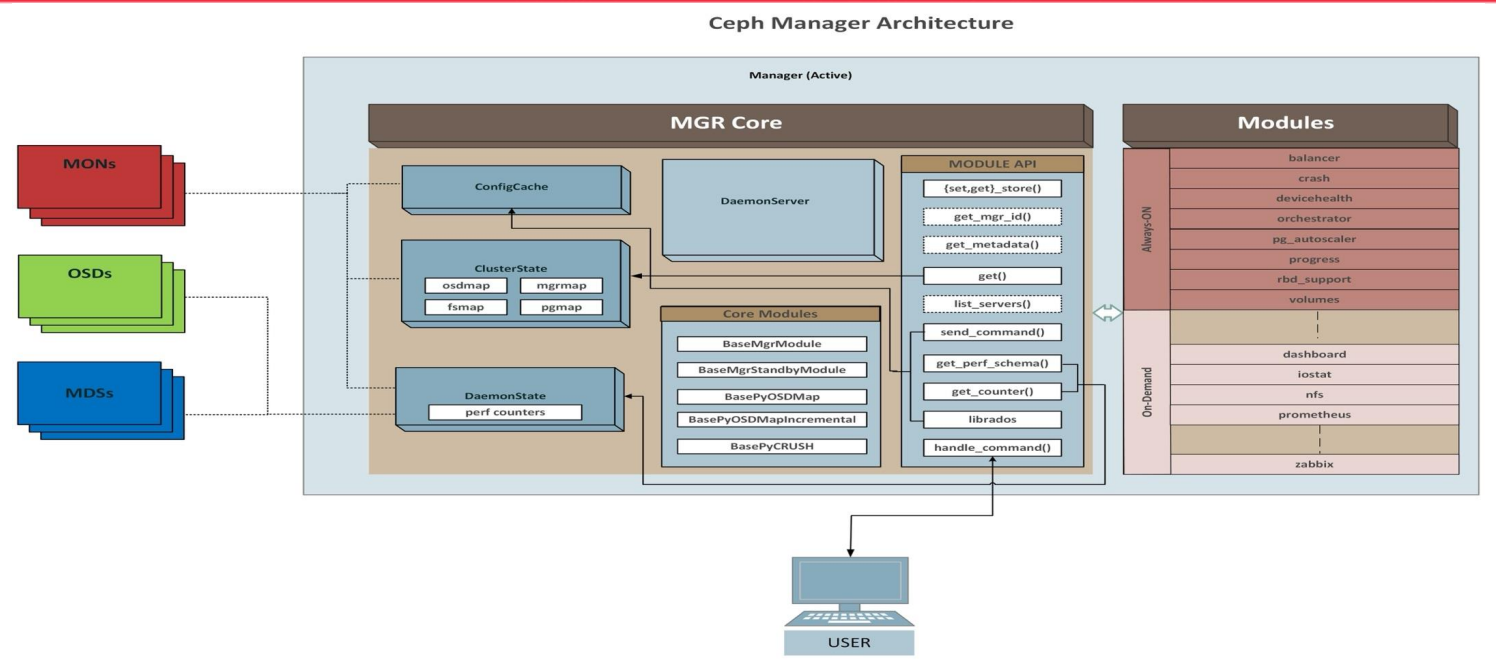 Ceph Manager Architecture
Manager (Active)
MGR Core
Modules
MONs
OSDs
MDSs
ConfigCache
ClusterState
osdmap
mgrmap
fsmap
pgmap
DaemonState
perf counters
DaemonServer
Core Modules
BaseMgrModule
BaseMgrStandbyModule
BasePyOSDMap
BasePyOSDMapIncremental
BasePyCRUSH
MODULE API
{set,get}_store()
get_mgr_id()
get_metadata()
get()
list_servers()
send_command()
get_perf_schema()
get_counter()
librados
handle_command()
Always-ON
balancer
crash
devicehealth
orchestrator
pg_autoscaler
progress
rbd_support
volumes
On-Demand
dashboard
iostat
nfs
prometheus
zabbix
USER